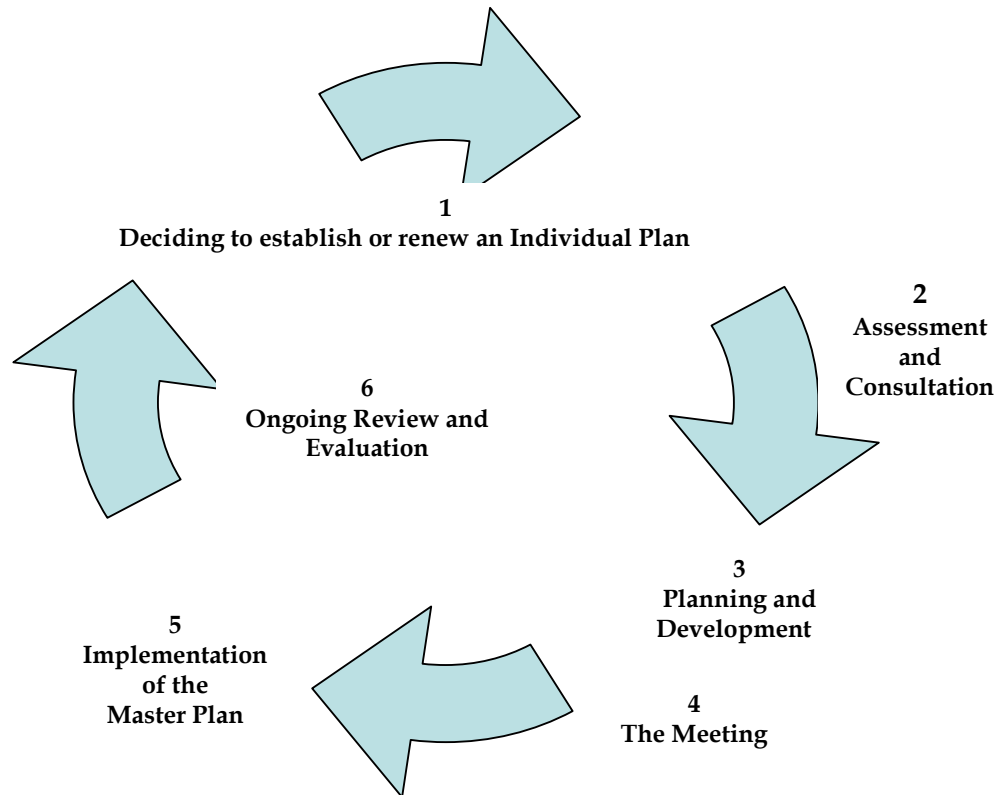 1
Deciding to establish or renew an Individual Plan
2
Assessment
and
Consultation
3
Planning and
Development
4
The Meeting
5
Implementation
of the
Master Plan
6
Ongoing Review and
Evaluation